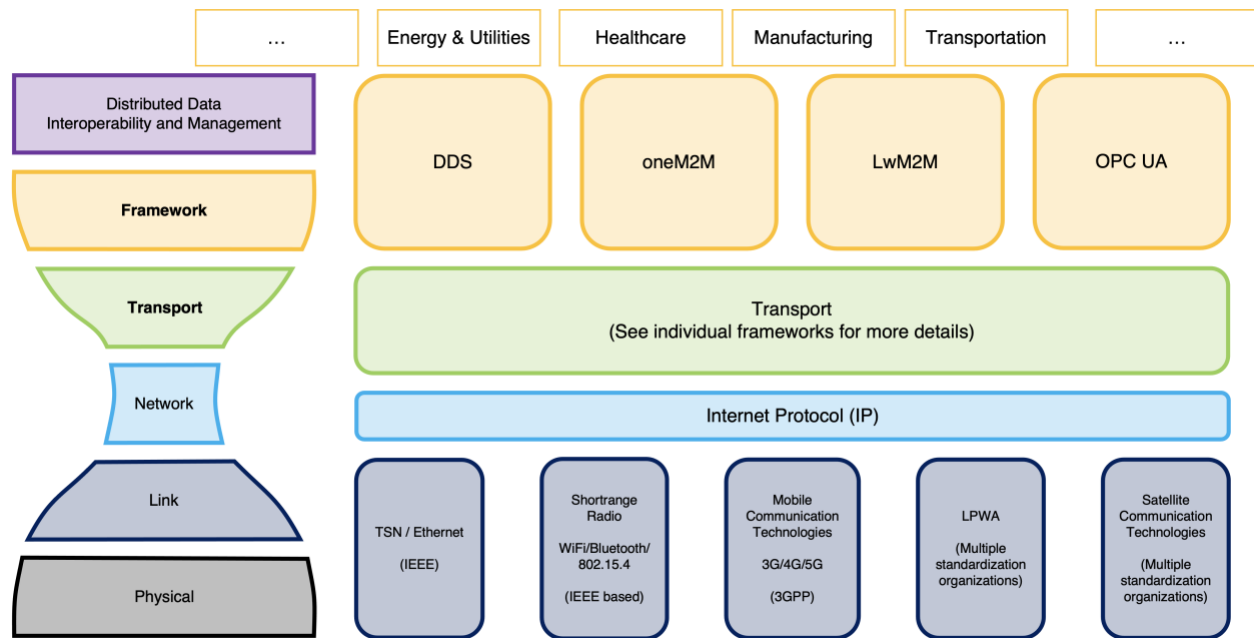 …
Energy & Utilities
Healthcare
Manufacturing
Transportation
…
Distributed Data
Interoperability and Management
Framework
Transport
Network
Link
Physical
DDS
oneM2M
LwM2M
OPC UA
Transport
(See individual frameworks for more details)
Internet Protocol (IP)
TSN / Ethernet
(IEEE)
Shortrange
Radio
WiFi/Bluetooth/
802.15.4
(IEEE based)
Mobile
Communication
Technologies
3G/4G/5G
(3GPP)
LPWA
(Multiple
standardization
organizations)
Satellite
Communication
Technologies
(Multiple
standardization
organizations)